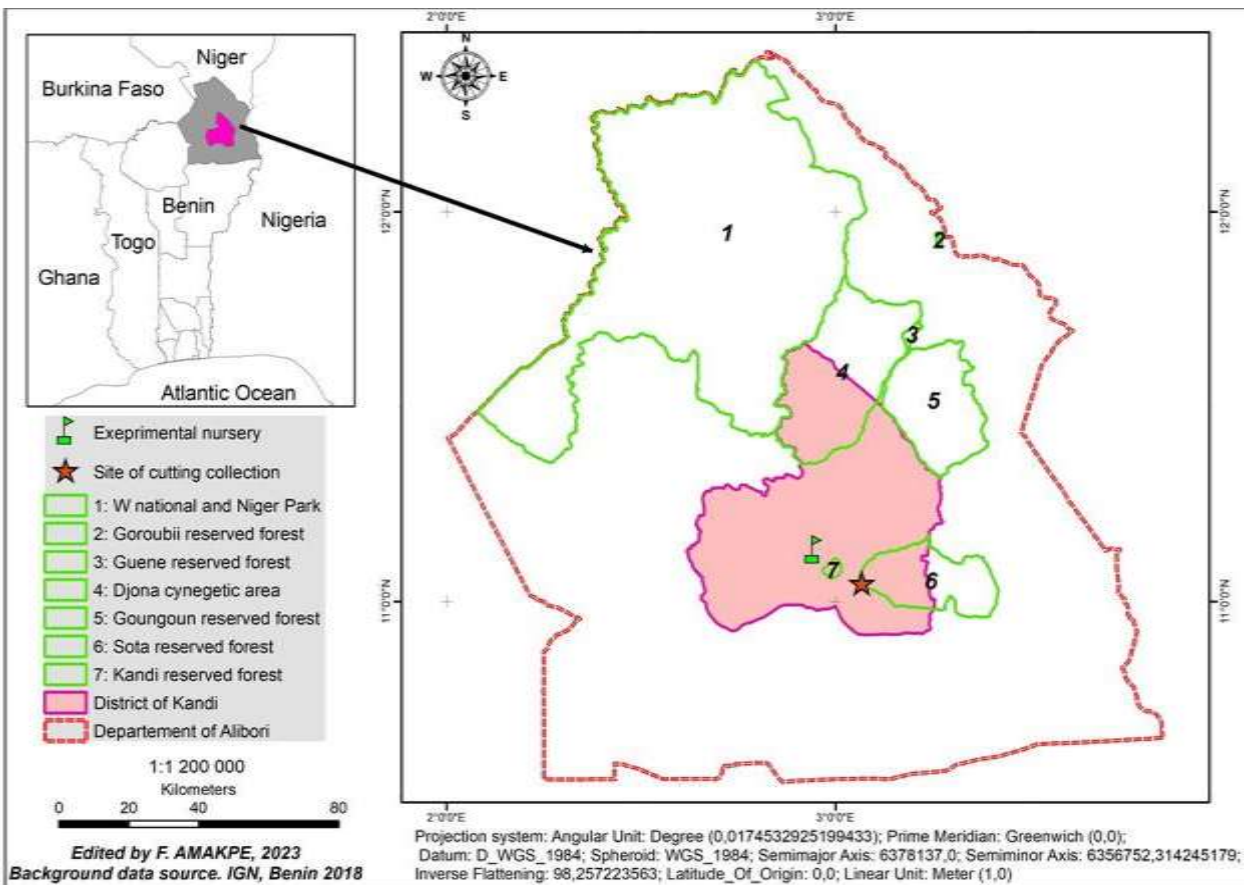 2°0'0"E 3°0'0"E
N
W E
S
Niger
Burkina Faso
Benin
Nigeria
Togo
Ghana
Atlantic Ocean
12°0'0"N 12°0'0"N
11°0'0"N 11°0'0"N
1
2
3
4
5
6
7
Exeprimental nursery
Site of cutting collection
1: W national and Niger Park
2: Goroubii reserved forest
3: Guene reserved forest
4: Djona cynegetic area
5: Goungoun reserved forest
6: Sota reserved forest
7: Kandi reserved forest
District of Kandi
Departement of Alibori
1:1 200 000
Kilometers
0 20 40 60 80
Edited by F. AMAKPE, 2023
Background data source. IGN, Benin 2018
2°0'0"E 3°0'0"E
Projection system: Angular Unit: Degree (0,0174532925199433); Prime Meridian: Greenwich (0,0);
Datum: D_WGS_1984; Spheroid: WGS_1984; Semimajor Axis: 6378137,0; Semiminor Axis: 6356752,314245179;
Inverse Flattening: 98,257223563; Latitude_Of_Origin: 0,0; Linear Unit: Meter (1,0)